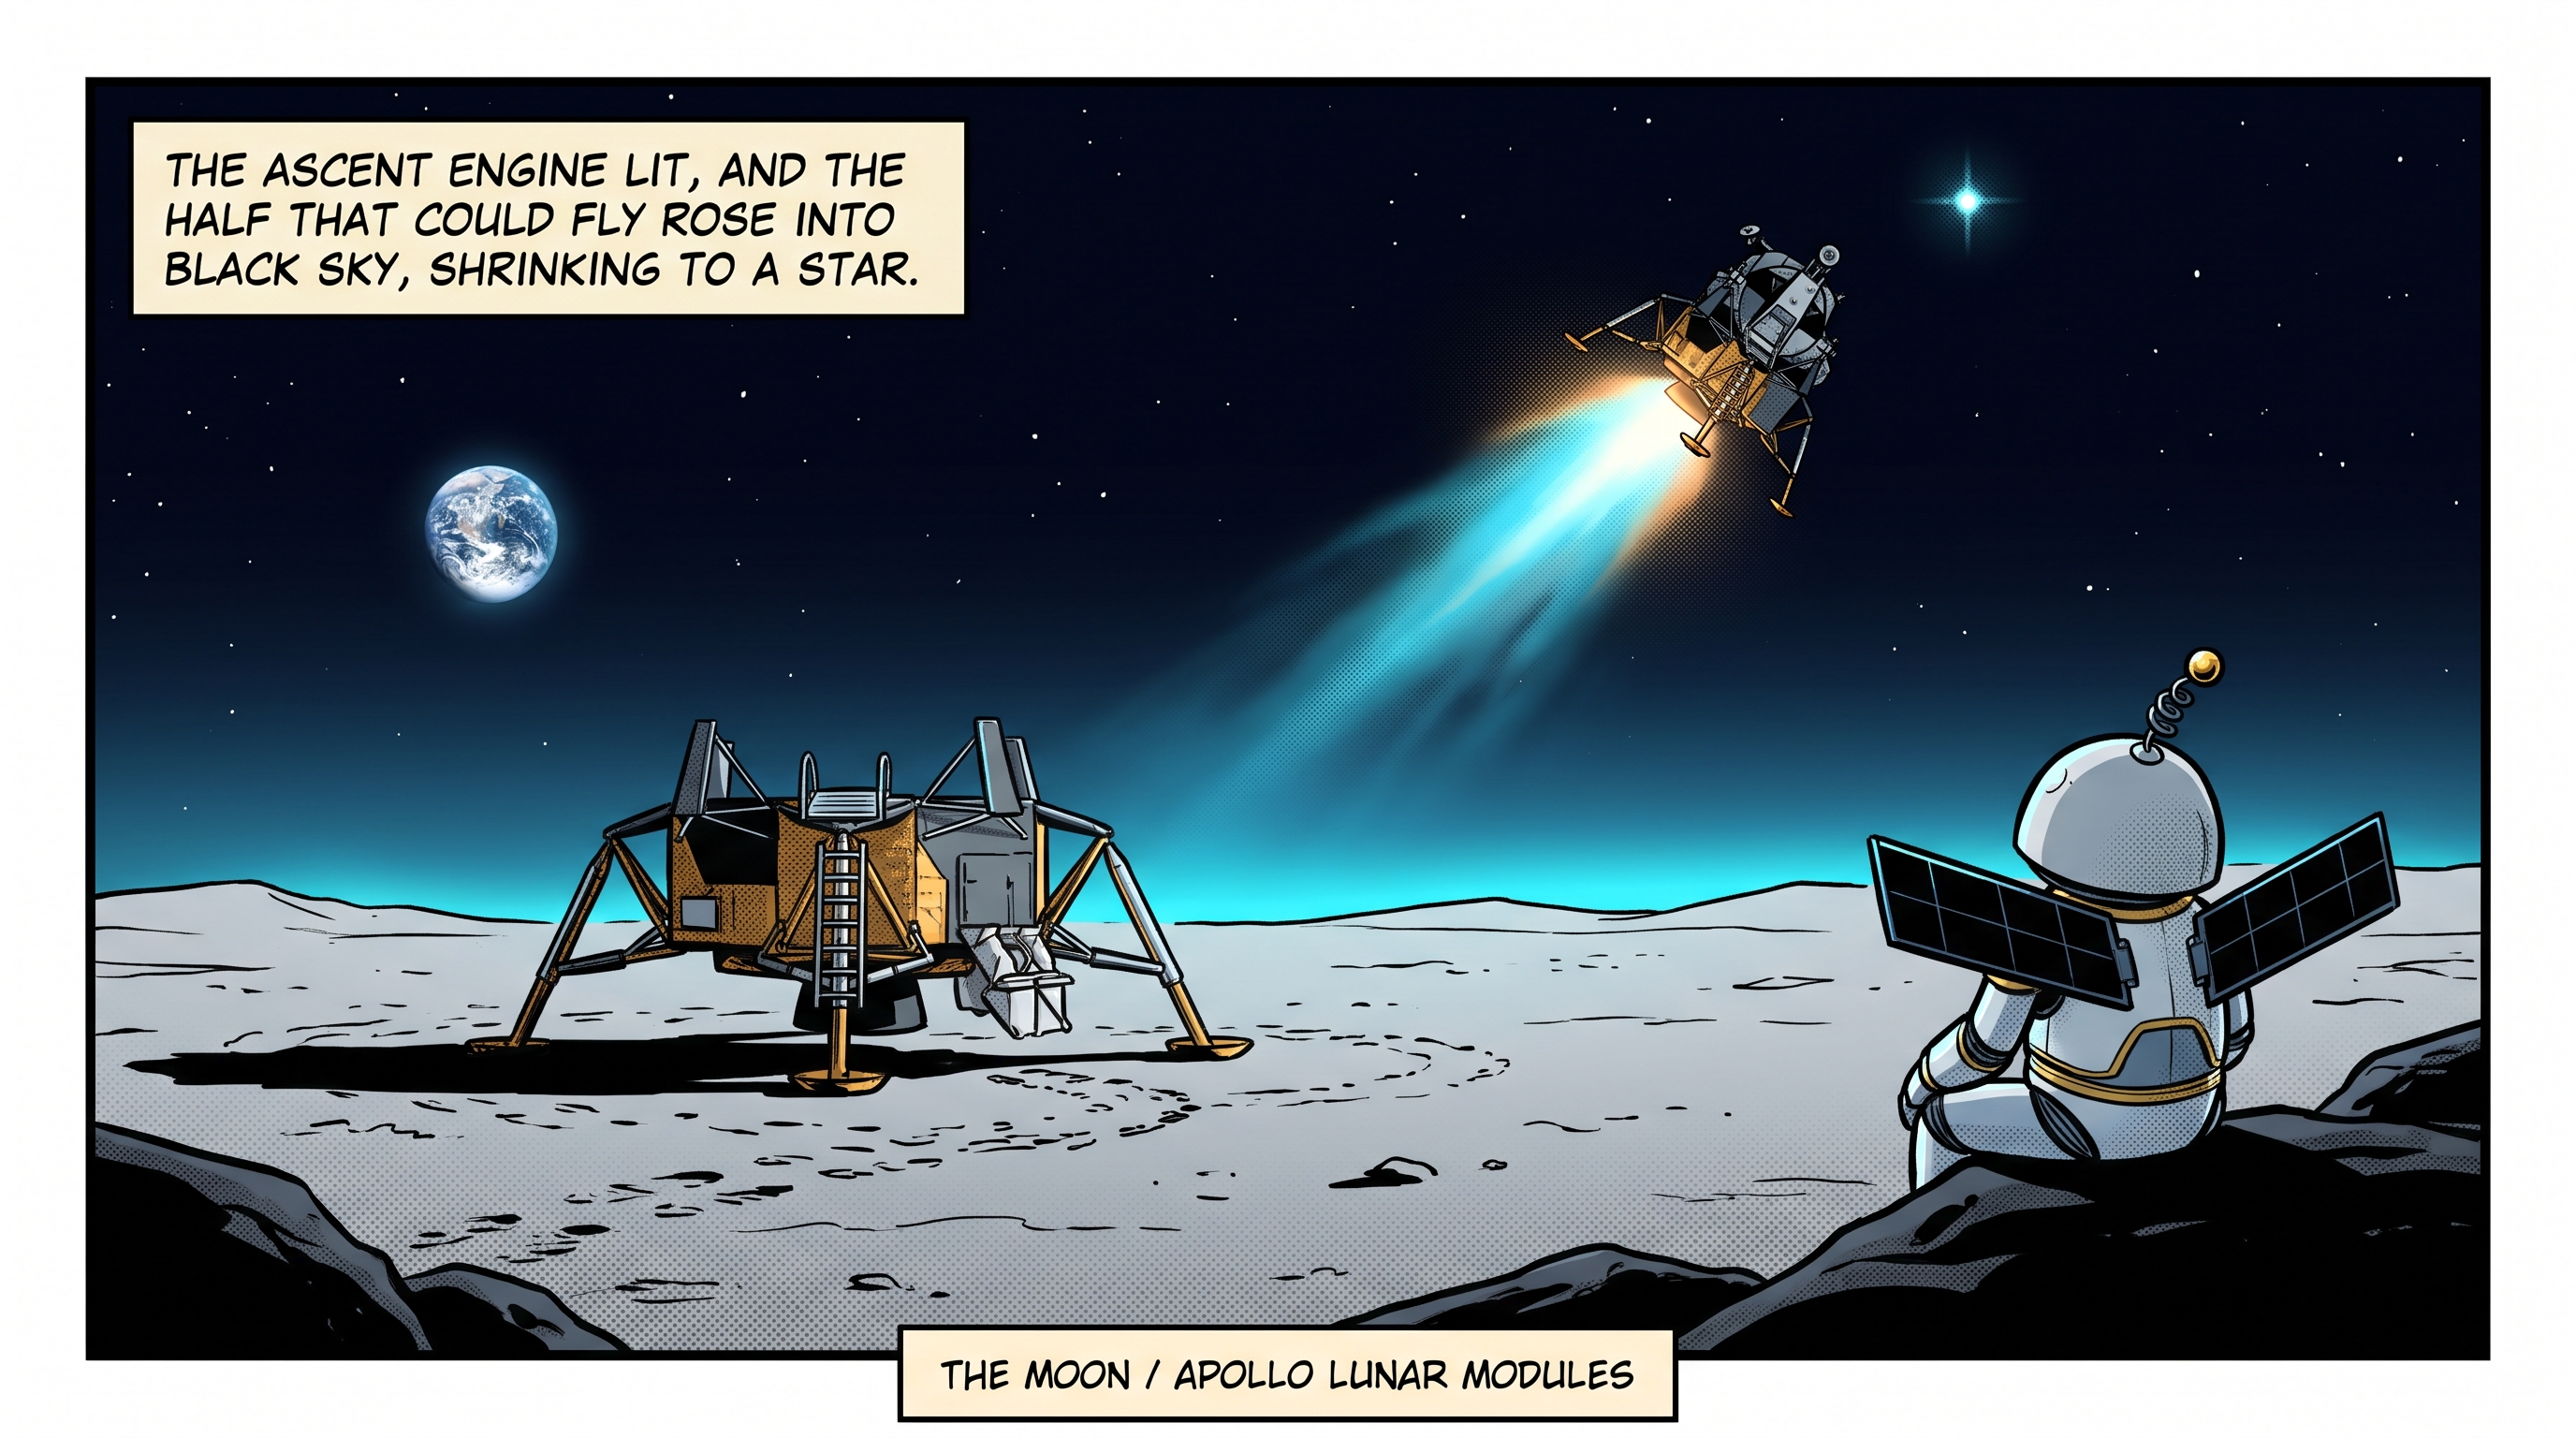 THE ASCENT ENGINE LIT, AND THE
HALF THAT COULD FLY ROSE INTO
BLACK SKY, SHRINKING TO A STAR.
THE MOON / APOLLO LUNAR MODULES